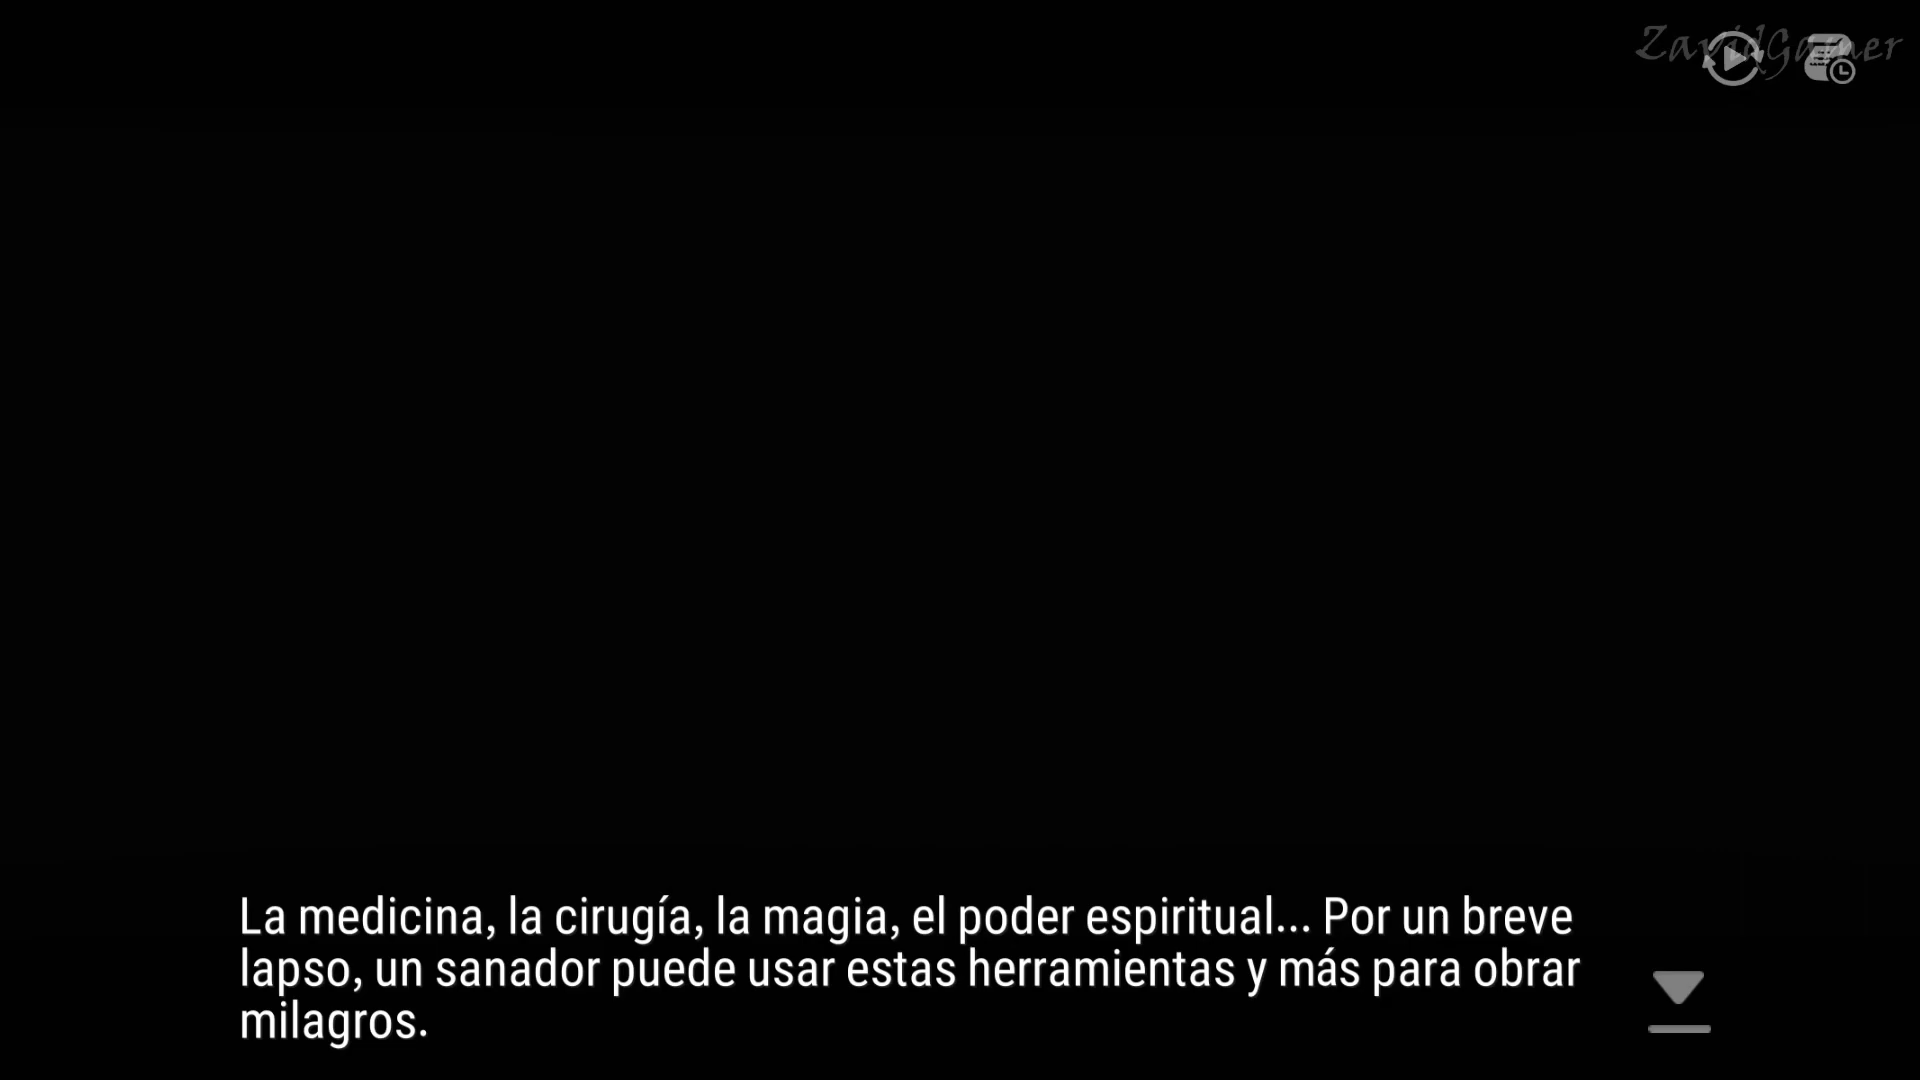 ZavidGamer
La medicina, la cirugía, la magia, el poder espiritual... Por un breve
lapso, un sanador puede usar estas herramientas y más para obrar
milagros.